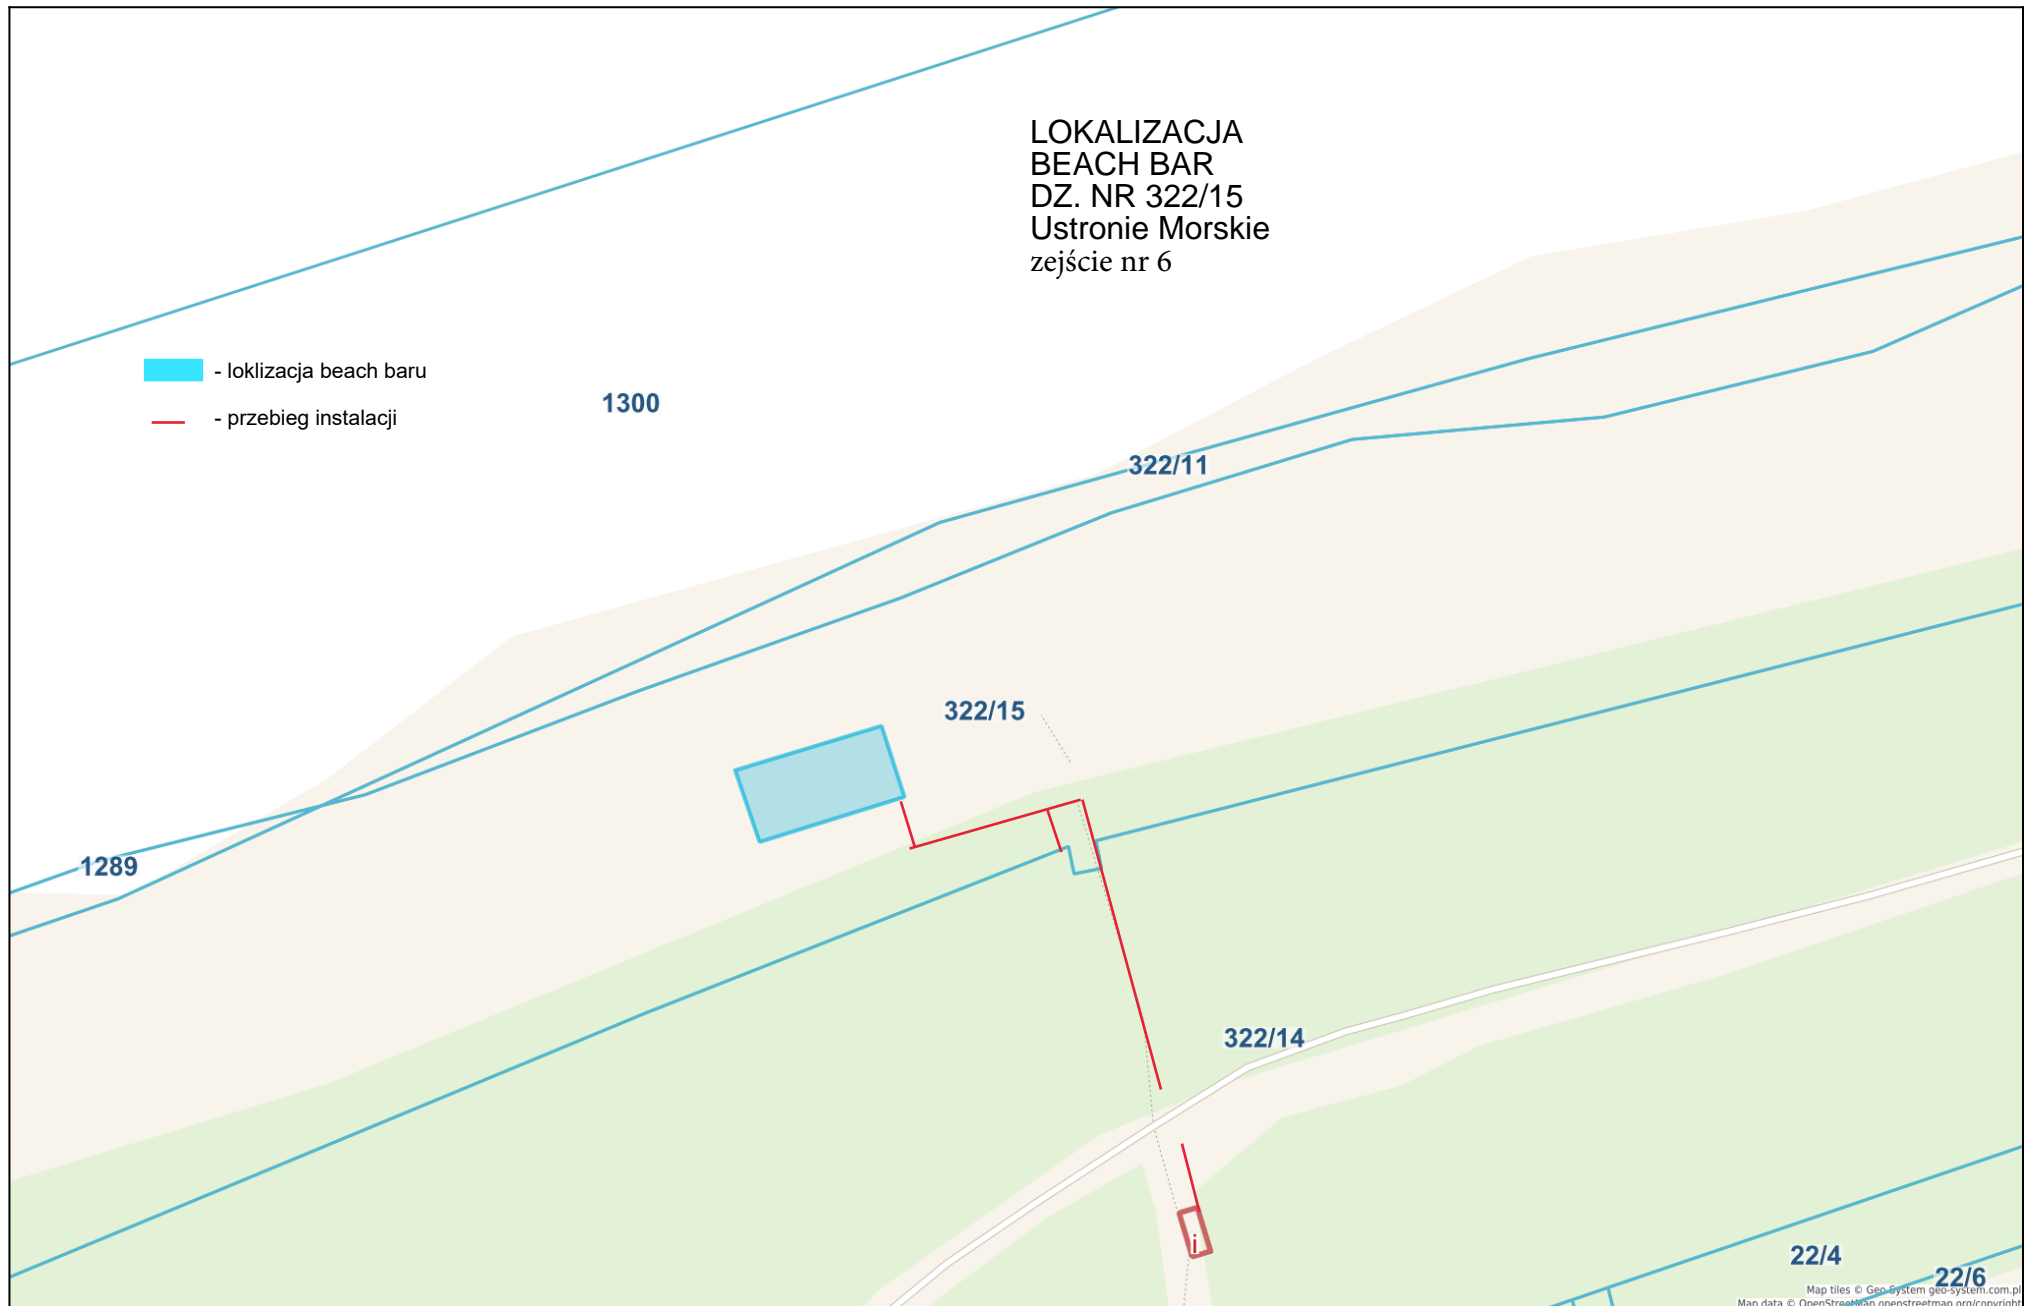 LOKALIZACJA
BEACH BAR
DZ. NR 322/15
Ustronie Morskie
zejście nr 6
- loklizacja beach baru
- przebieg instalacji
1300
322/11
322/15
1289
322/14
i
22/4
22/6
Map tiles © Geo-System geo-system.com.pl
Map data © OpenStreetMap openstreetmap.org/copyright